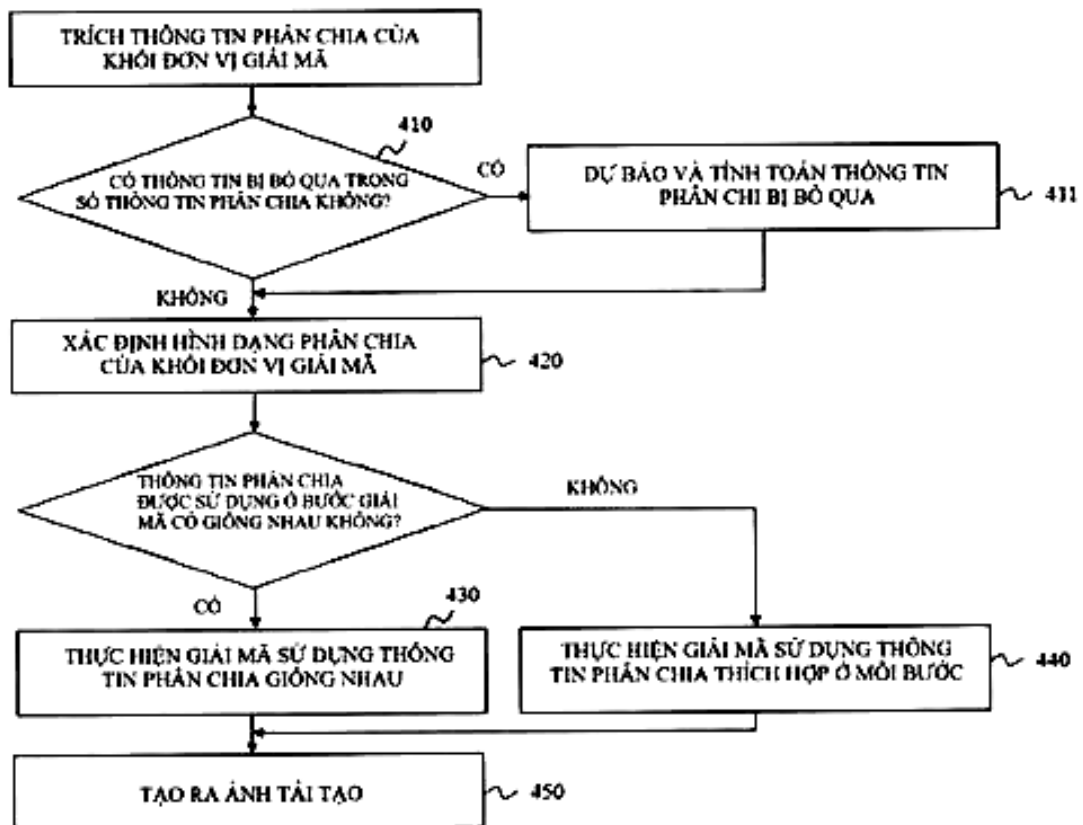 TRÍCH THÔNG TIN PHÂN CHIA CỦA
KHỐI ĐƠN VỊ GIẢI MÃ
410
CÓ THÔNG TIN BỊ BỎ QUA TRONG
SỐ THÔNG TIN PHÂN CHIA KHÔNG?
CÓ
DỰ BÁO VÀ TÍNH TOÁN THÔNG TIN
PHÂN CHI BỊ BỎ QUA
411
KHÔNG
XÁC ĐỊNH HÌNH DẠNG PHÂN CHIA
CỦA KHỐI ĐƠN VỊ GIẢI MÃ
420
THÔNG TIN PHÂN CHIA
ĐƯỢC SỬ DỤNG Ở BƯỚC GIẢI
MÃ CÓ GIỐNG NHAU KHÔNG?
KHÔNG
CÓ
430
THỰC HIỆN GIẢI MÃ SỬ DỤNG THÔNG
TIN PHÂN CHIA GIỐNG NHAU
THỰC HIỆN GIẢI MÃ SỬ DỤNG THÔNG
TIN PHÂN CHIA THÍCH HỢP Ở MỖI BƯỚC
440
TẠO RA ẢNH TÁI TẠO
450